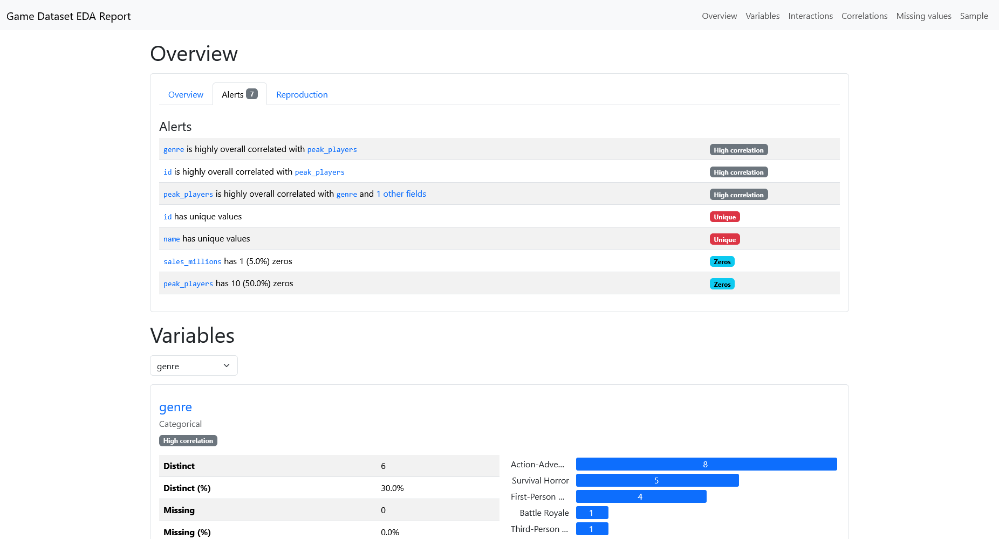 Game Dataset EDA Report
Overview Variables Interactions Correlations Missing values Sample
Overview
Overview Alerts 7 Reproduction
Alerts
genre is highly overall correlated with peak_players High correlation
id is highly overall correlated with peak_players High correlation
peak_players is highly overall correlated with genre and 1 other fields High correlation
id has unique values Unique
name has unique values Unique
sales_millions has 1 (5.0%) zeros Zeros
peak_players has 10 (50.0%) zeros Zeros
Variables
genre
genre
Categorical
High correlation
Distinct 6
Distinct (%) 30.0%
Missing 0
Missing (%) 0.0%
Action-Adve... 8
Survival Horror 5
First-Person ... 4
Battle Royale 1
Third-Person ... 1